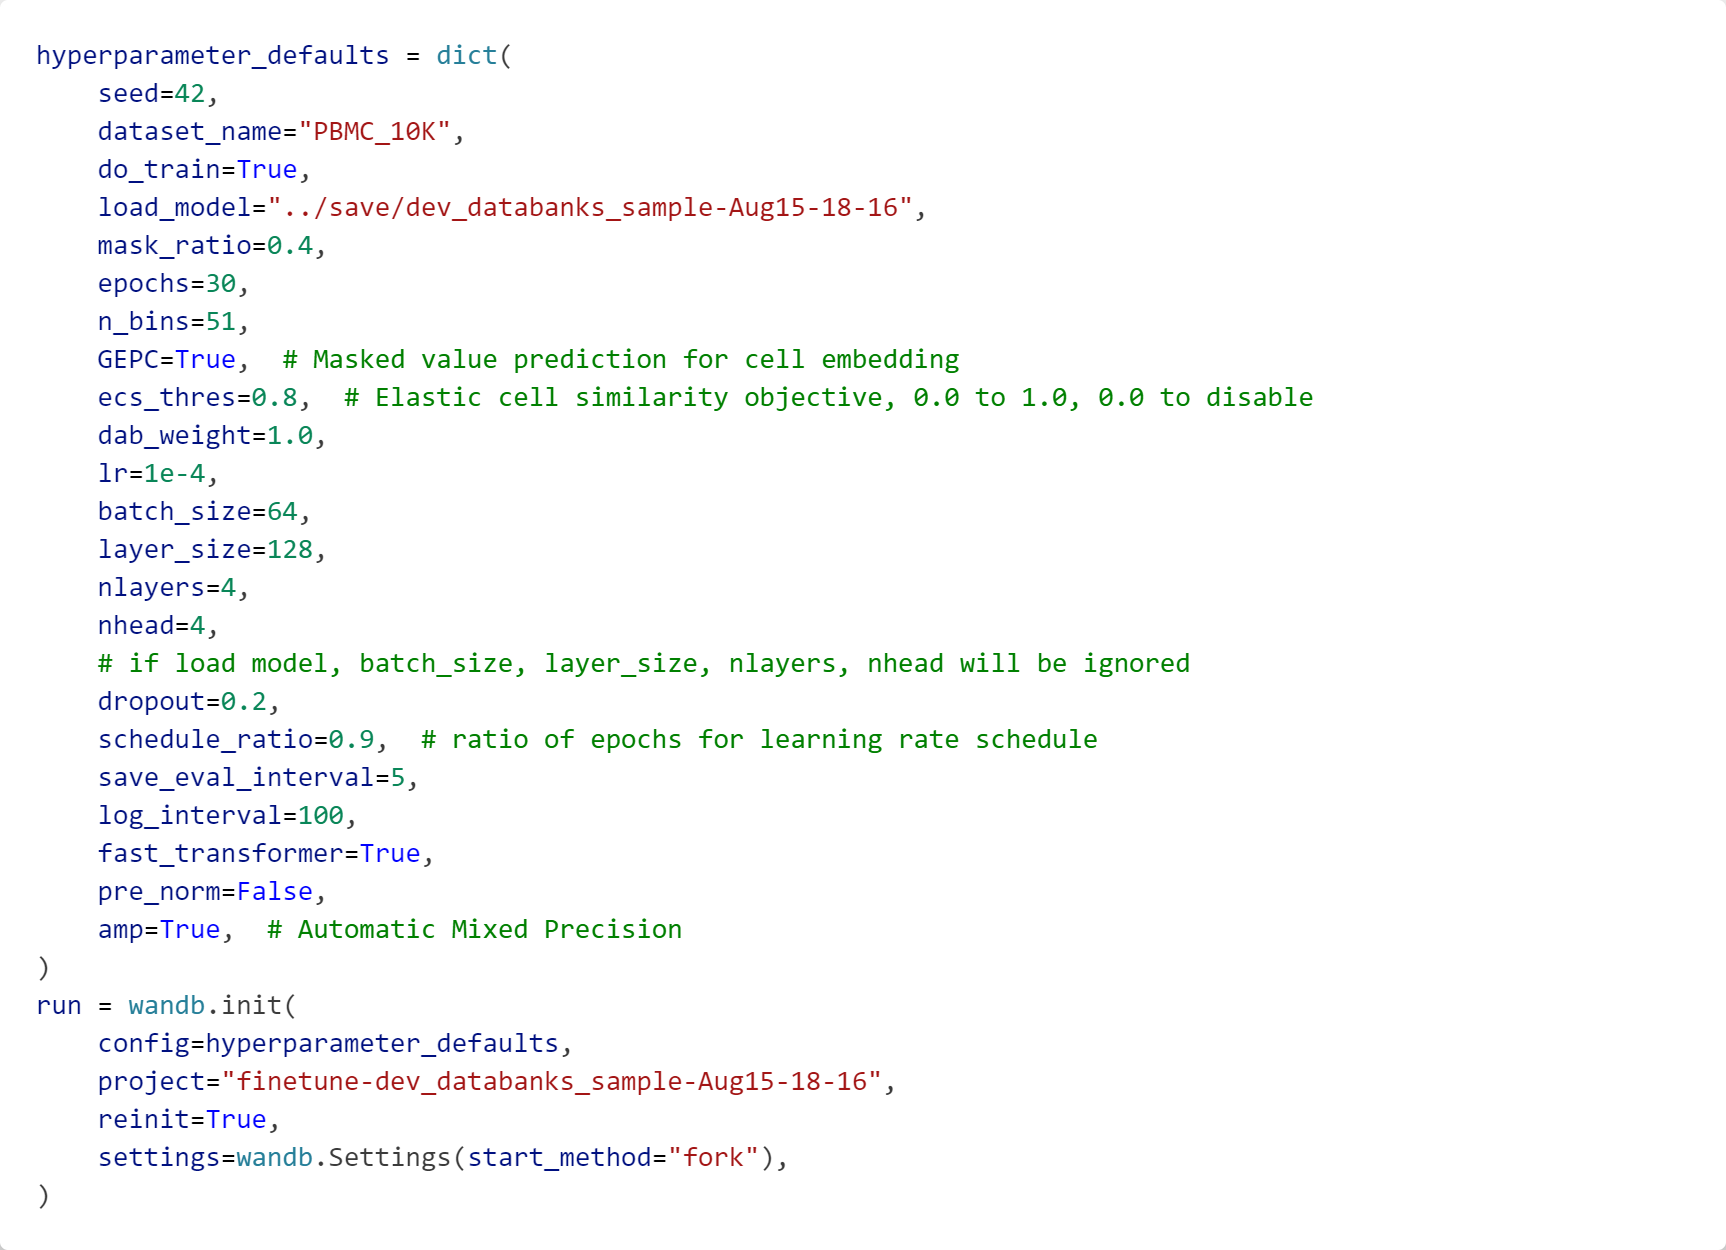 hyperparameter_defaults = dict(
    seed=42,
    dataset_name="PBMC_10K",
    do_train=True,
    load_model="../save/dev_databanks_sample-Aug15-18-16",
    mask_ratio=0.4,
    epochs=30,
    n_bins=51,
    GEPC=True,  # Masked value prediction for cell embedding
    ecs_thres=0.8,  # Elastic cell similarity objective, 0.0 to 1.0, 0.0 to disable
    dab_weight=1.0,
    lr=1e-4,
    batch_size=64,
    layer_size=128,
    nlayers=4,
    nhead=4,
    # if load model, batch_size, layer_size, nlayers, nhead will be ignored
    dropout=0.2,
    schedule_ratio=0.9,  # ratio of epochs for learning rate schedule
    save_eval_interval=5,
    log_interval=100,
    fast_transformer=True,
    pre_norm=False,
    amp=True,  # Automatic Mixed Precision
)
run = wandb.init(
    config=hyperparameter_defaults,
    project="finetune-dev_databanks_sample-Aug15-18-16",
    reinit=True,
    settings=wandb.Settings(start_method="fork"),
)